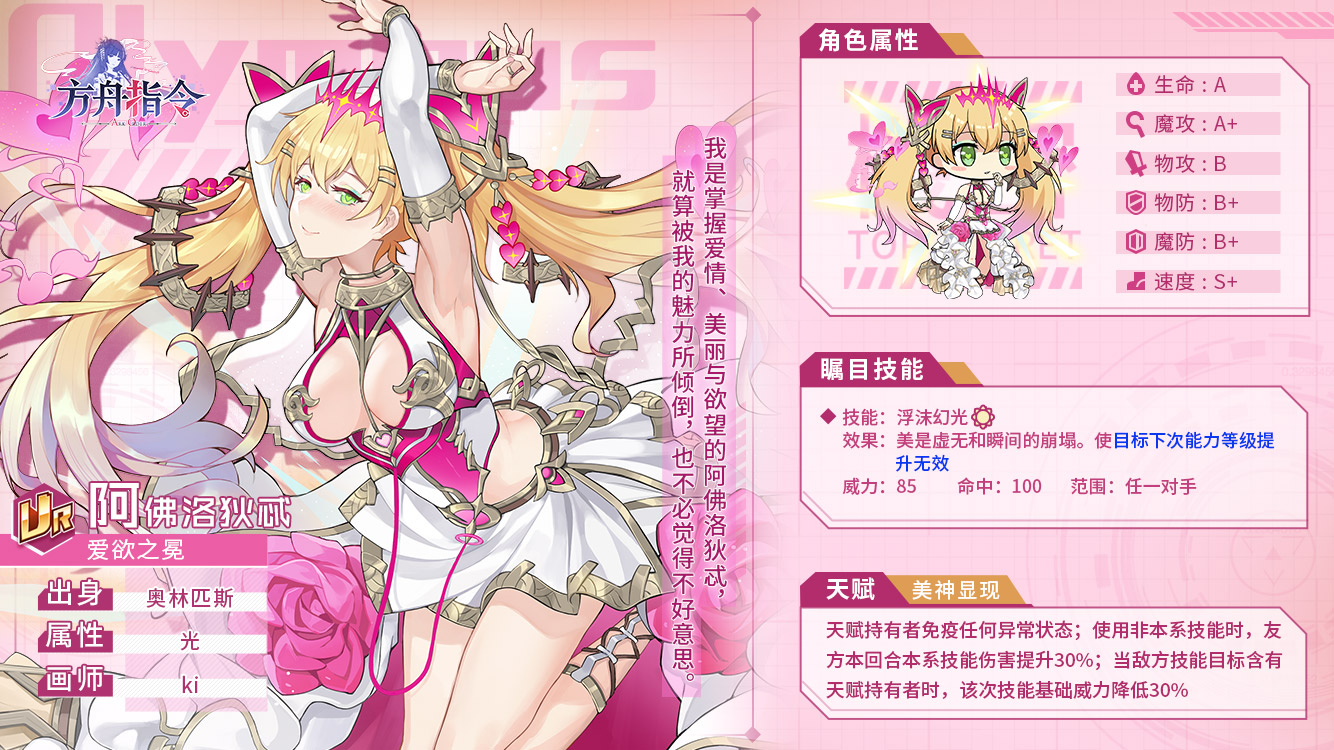 Olympus
方舟指令
Ark Order
我是掌握爱情、美丽与欲望的阿佛洛狄忒，
就算被我的魅力所倾倒，也不必觉得不好意思。
UR
阿佛洛狄忒
爱欲之冕
出身 奥林匹斯
属性 光
画师 ki
角色属性
生命：A
魔攻：A+
物攻：B
物防：B+
魔防：B+
速度：S+
瞩目技能
技能：浮沫幻光
效果：美是虚无和瞬间的崩塌。使目标下次能力等级提
升无效
威力：85 命中：100 范围：任一对手
天赋 美神显现
天赋持有者免疫任何异常状态；使用非本系技能时，友
方本回合本系技能伤害提升30%；当敌方技能目标含有
天赋持有者时，该次技能基础威力降低30%